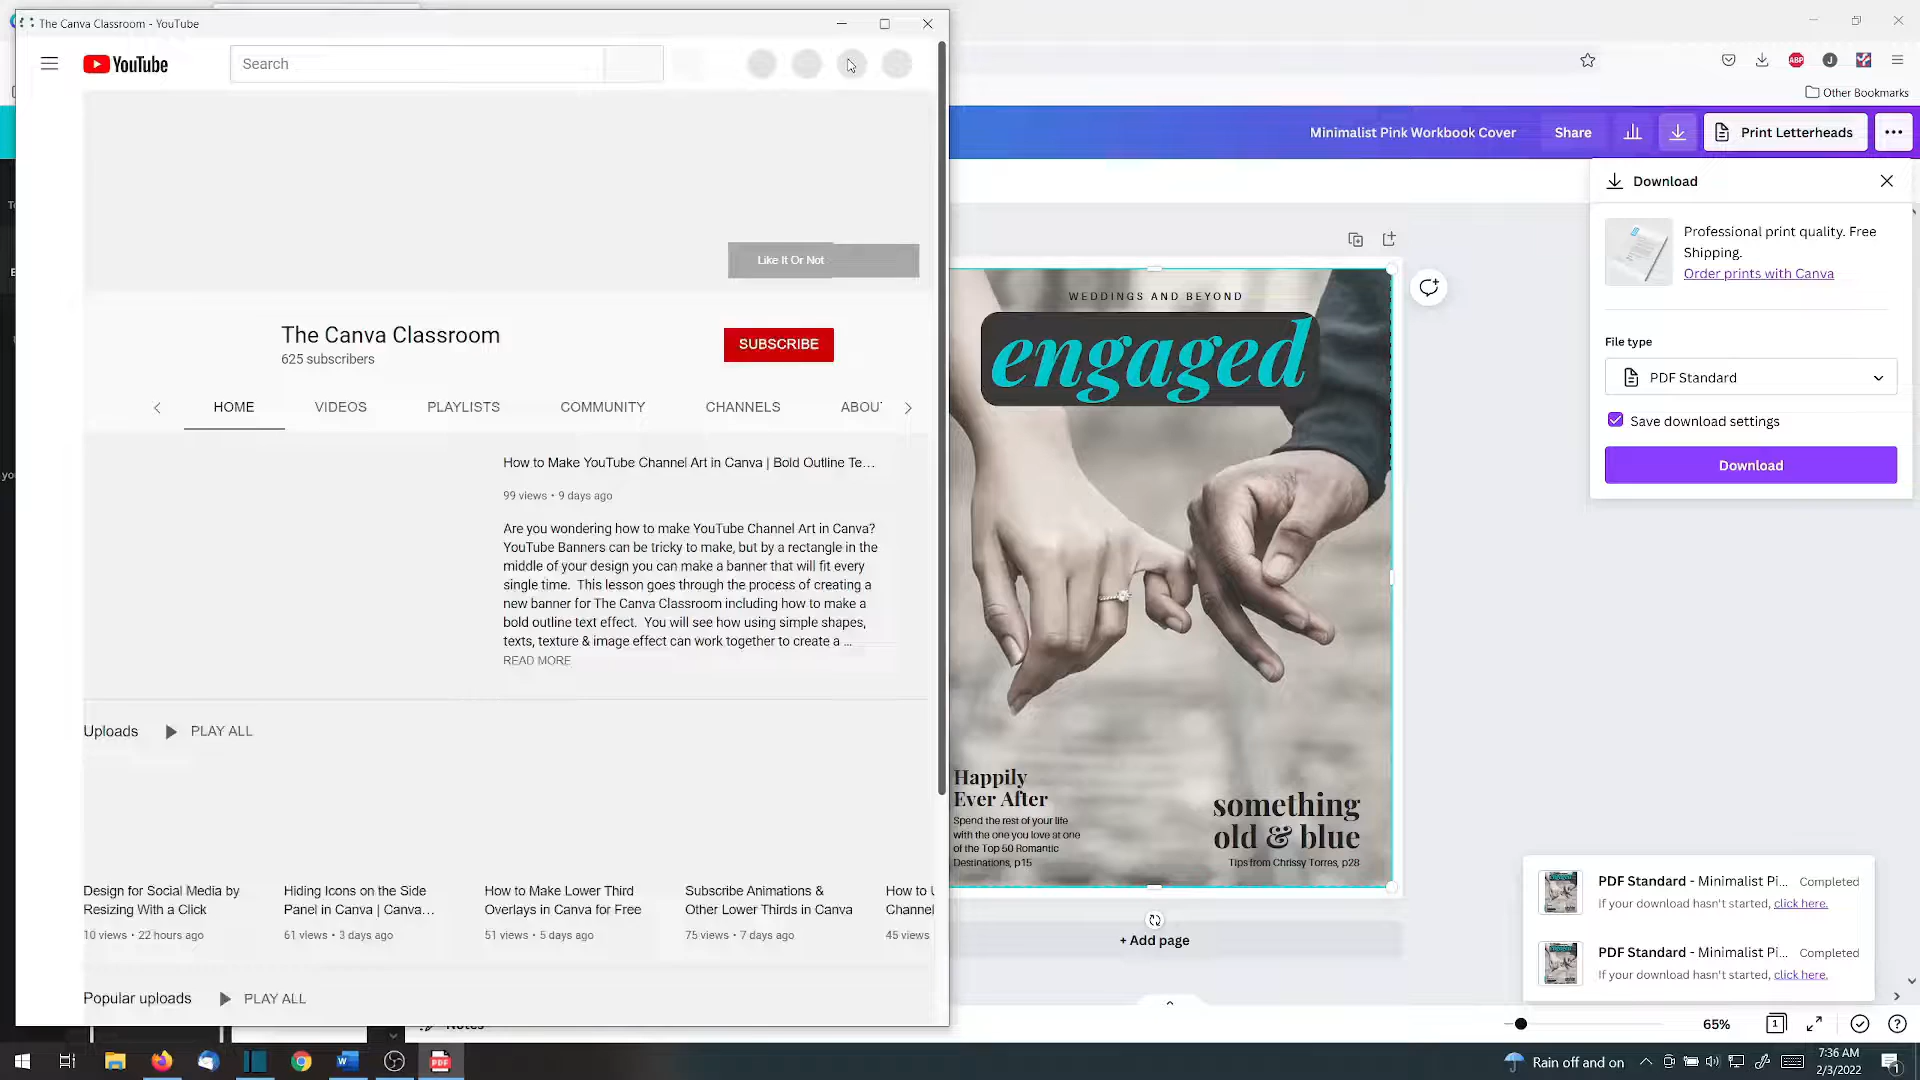 The Canva Classroom - YouTube
YouTube
Search
Like It Or Not
The Canva Classroom
625 subscribers
SUBSCRIBE
HOME
VIDEOS
PLAYLISTS
COMMUNITY
CHANNELS
ABOU
How to Make YouTube Channel Art in Canva | Bold Outline Te...
99 views • 9 days ago
Are you wondering how to make YouTube Channel Art in Canva?
YouTube Banners can be tricky to make, but by a rectangle in the
middle of your design you can make a banner that will fit every
single time. This lesson goes through the process of creating a
new banner for The Canva Classroom including how to make a
bold outline text effect. You will see how using simple shapes,
texts, texture & image effect can work together to create a ...
READ MORE
Uploads
PLAY ALL
Design for Social Media by
Resizing With a Click
10 views • 22 hours ago
Hiding Icons on the Side
Panel in Canva | Canva...
61 views • 3 days ago
How to Make Lower Third
Overlays in Canva for Free
51 views • 5 days ago
Subscribe Animations &
Other Lower Thirds in Canva
75 views • 7 days ago
How to U
Channel
45 views
Popular uploads
PLAY ALL
Other Bookmarks
ABP
J
Minimalist Pink Workbook Cover
Share
Print Letterheads
Download
Professional print quality. Free
Shipping.
Order prints with Canva
File type
PDF Standard
Save download settings
Download
WEDDINGS AND BEYOND
engaged
Happily
Ever After
Spend the rest of your life
with the one you love at one
of the Top 50 Romantic
Destinations, p15
something
old & blue
Tips from Chrissy Torres, p28
+ Add page
PDF Standard - Minimalist Pi... Completed
If your download hasn't started, click here.
PDF Standard - Minimalist Pi... Completed
If your download hasn't started, click here.
Notes
65%
1
Rain off and on
7:36 AM
2/3/2022
1